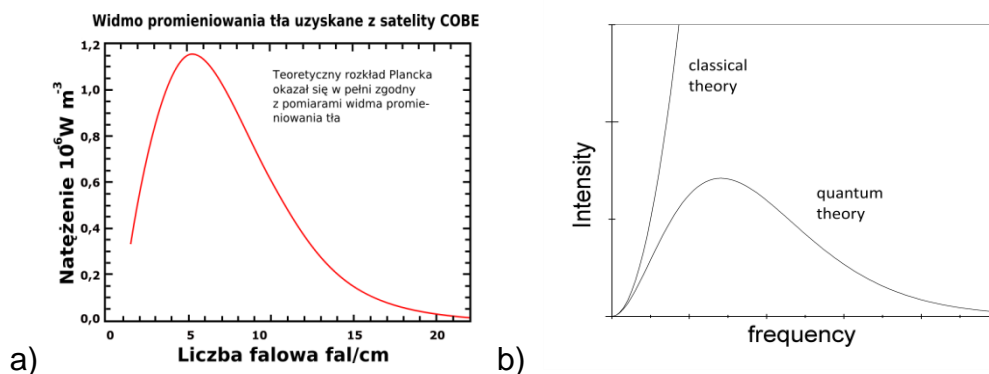 Widmo promieniowania tła uzyskane z satelity COBE
1,2
1,0
0,8
0,6
0,4
0,2
0,0
Natężenie 10⁶W m⁻³
Teoretyczny rozkład Plancka
okazał się w pełni zgodny
z pomiarami widma promie-
niowania tła
0
5
10
15
20
Liczba falowa fal/cm
a)
classical
theory
quantum
theory
Intensity
frequency
b)